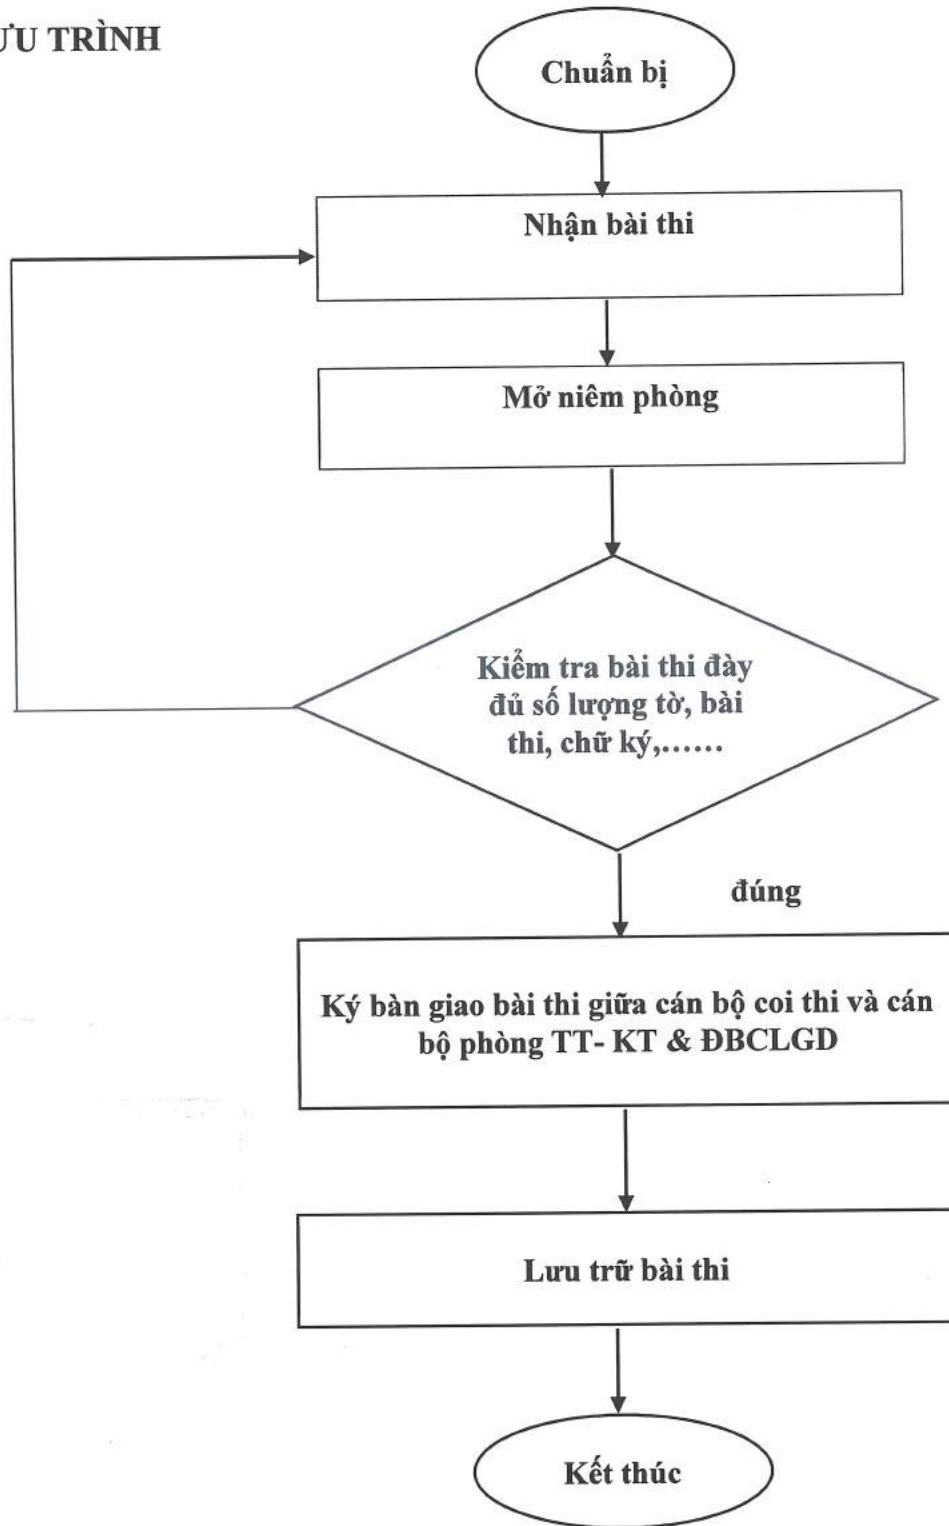 ƯU TRÌNH
Chuẩn bị
Nhận bài thi
Mở niêm phòng
Kiểm tra bài thi đày
đủ số lượng tờ, bài
thi, chữ ký,......
đúng
Ký bàn giao bài thi giữa cán bộ coi thi và cán
bộ phòng TT- KT & ĐBCLGD
Lưu trữ bài thi
Kết thúc